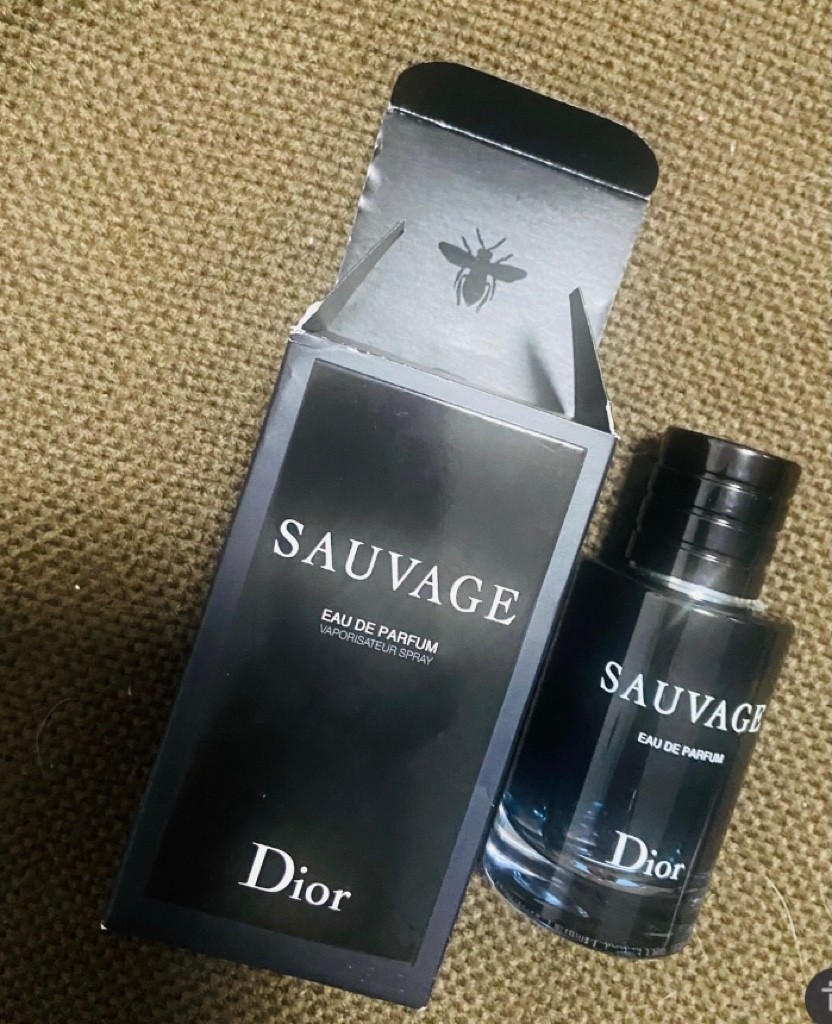 SAUVAGE
EAU DE PARFUM
VAPORISATEUR SPRAY
Dior
SAUVAGE
EAU DE PARFUM
Dior